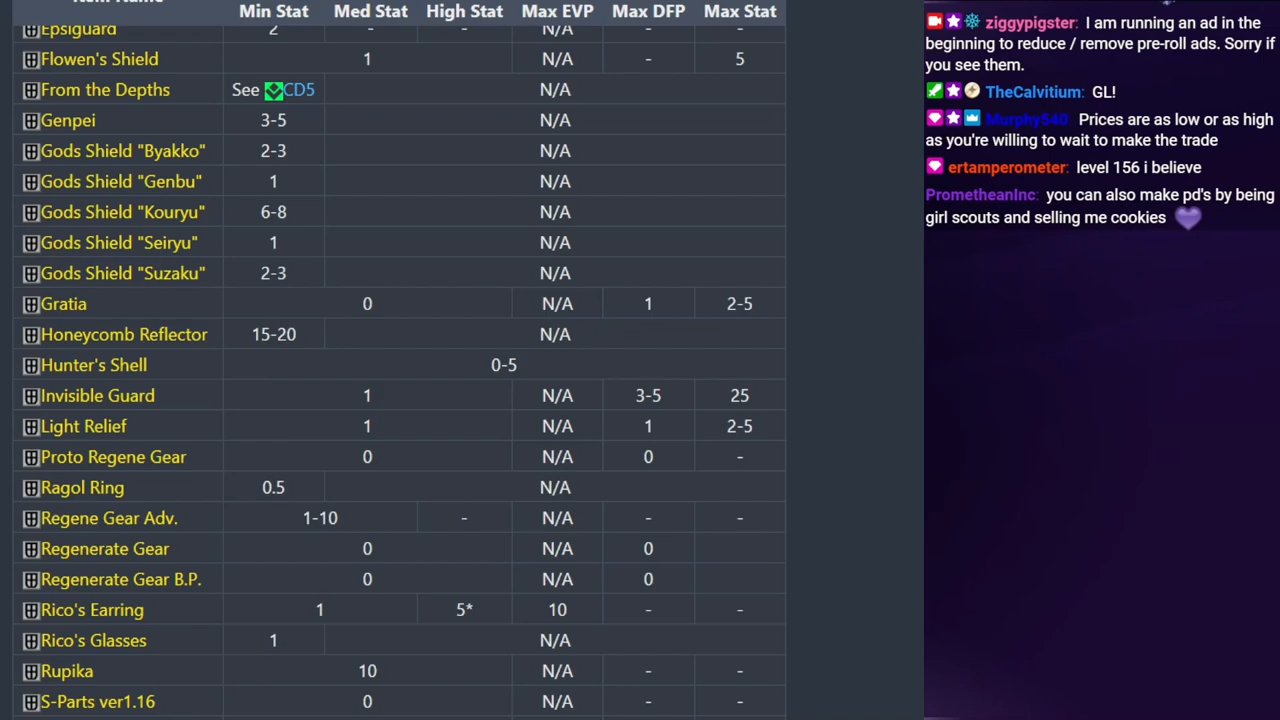 Item Name Min Stat Med Stat High Stat Max EVP Max DFP Max Stat
Epsiguard 2 - - N/A - -
Flowen's Shield 1 N/A - 5
From the Depths See CD5 N/A
Genpei 3-5 N/A
Gods Shield "Byakko" 2-3 N/A
Gods Shield "Genbu" 1 N/A
Gods Shield "Kouryu" 6-8 N/A
Gods Shield "Seiryu" 1 N/A
Gods Shield "Suzaku" 2-3 N/A
Gratia 0 N/A 1 2-5
Honeycomb Reflector 15-20 N/A
Hunter's Shell 0-5
Invisible Guard 1 N/A 3-5 25
Light Relief 1 N/A 1 2-5
Proto Regene Gear 0 N/A 0 -
Ragol Ring 0.5 N/A
Regene Gear Adv. 1-10 - N/A - -
Regenerate Gear 0 N/A 0
Regenerate Gear B.P. 0 N/A 0
Rico's Earring 1 5* 10 - -
Rico's Glasses 1 N/A
Rupika 10 N/A - -
S-Parts ver1.16 0 N/A - -
ziggypigster: I am running an ad in the
beginning to reduce / remove pre-roll ads. Sorry if
you see them.
TheCalvitium: GL!
Murphy540: Prices are as low or as high
as you're willing to wait to make the trade
ertamperometer: level 156 i believe
PrometheanInc: you can also make pd's by being
girl scouts and selling me cookies